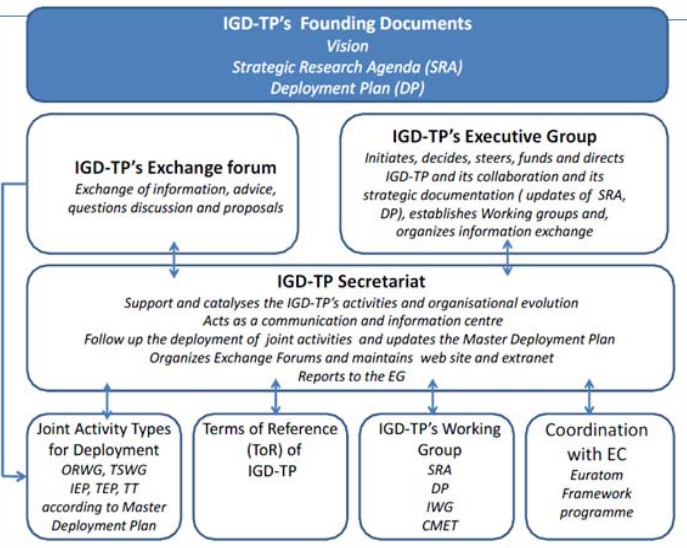 IGD-TP's Founding Documents
Vision
Strategic Research Agenda (SRA)
Deployment Plan (DP)
IGD-TP's Exchange forum
Exchange of information, advice,
questions discussion and proposals
IGD-TP's Executive Group
Initiates, decides, steers, funds and directs
IGD-TP and its collaboration and its
strategic documentation ( updates of SRA,
DP), establishes Working groups and,
organizes information exchange
IGD-TP Secretariat
Support and catalyses the IGD-TP's activities and organisational evolution
Acts as a communication and information centre
Follow up the deployment of joint activities and updates the Master Deployment Plan
Organizes Exchange Forums and maintains web site and extranet
Reports to the EG
Joint Activity Types
for Deployment
ORWG, TSWG
IEP, TEP, TT
according to Master
Deployment Plan
Terms of Reference
(ToR) of
IGD-TP
IGD-TP's Working
Group
SRA
DP
IWG
CMET
Coordination
with EC
Euratom
Framework
programme